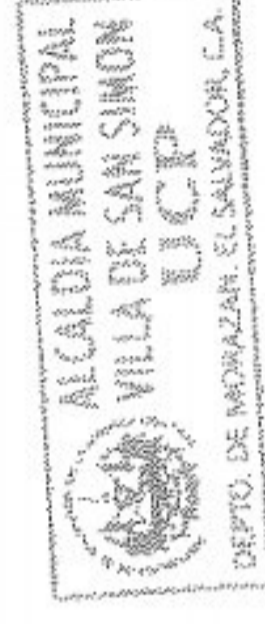 ALCALDIA MUNICIPAL
VILLA DE SAN SIMON
UCP
DEPTO. DE MORAZAN. EL SALVADOR, C.A.